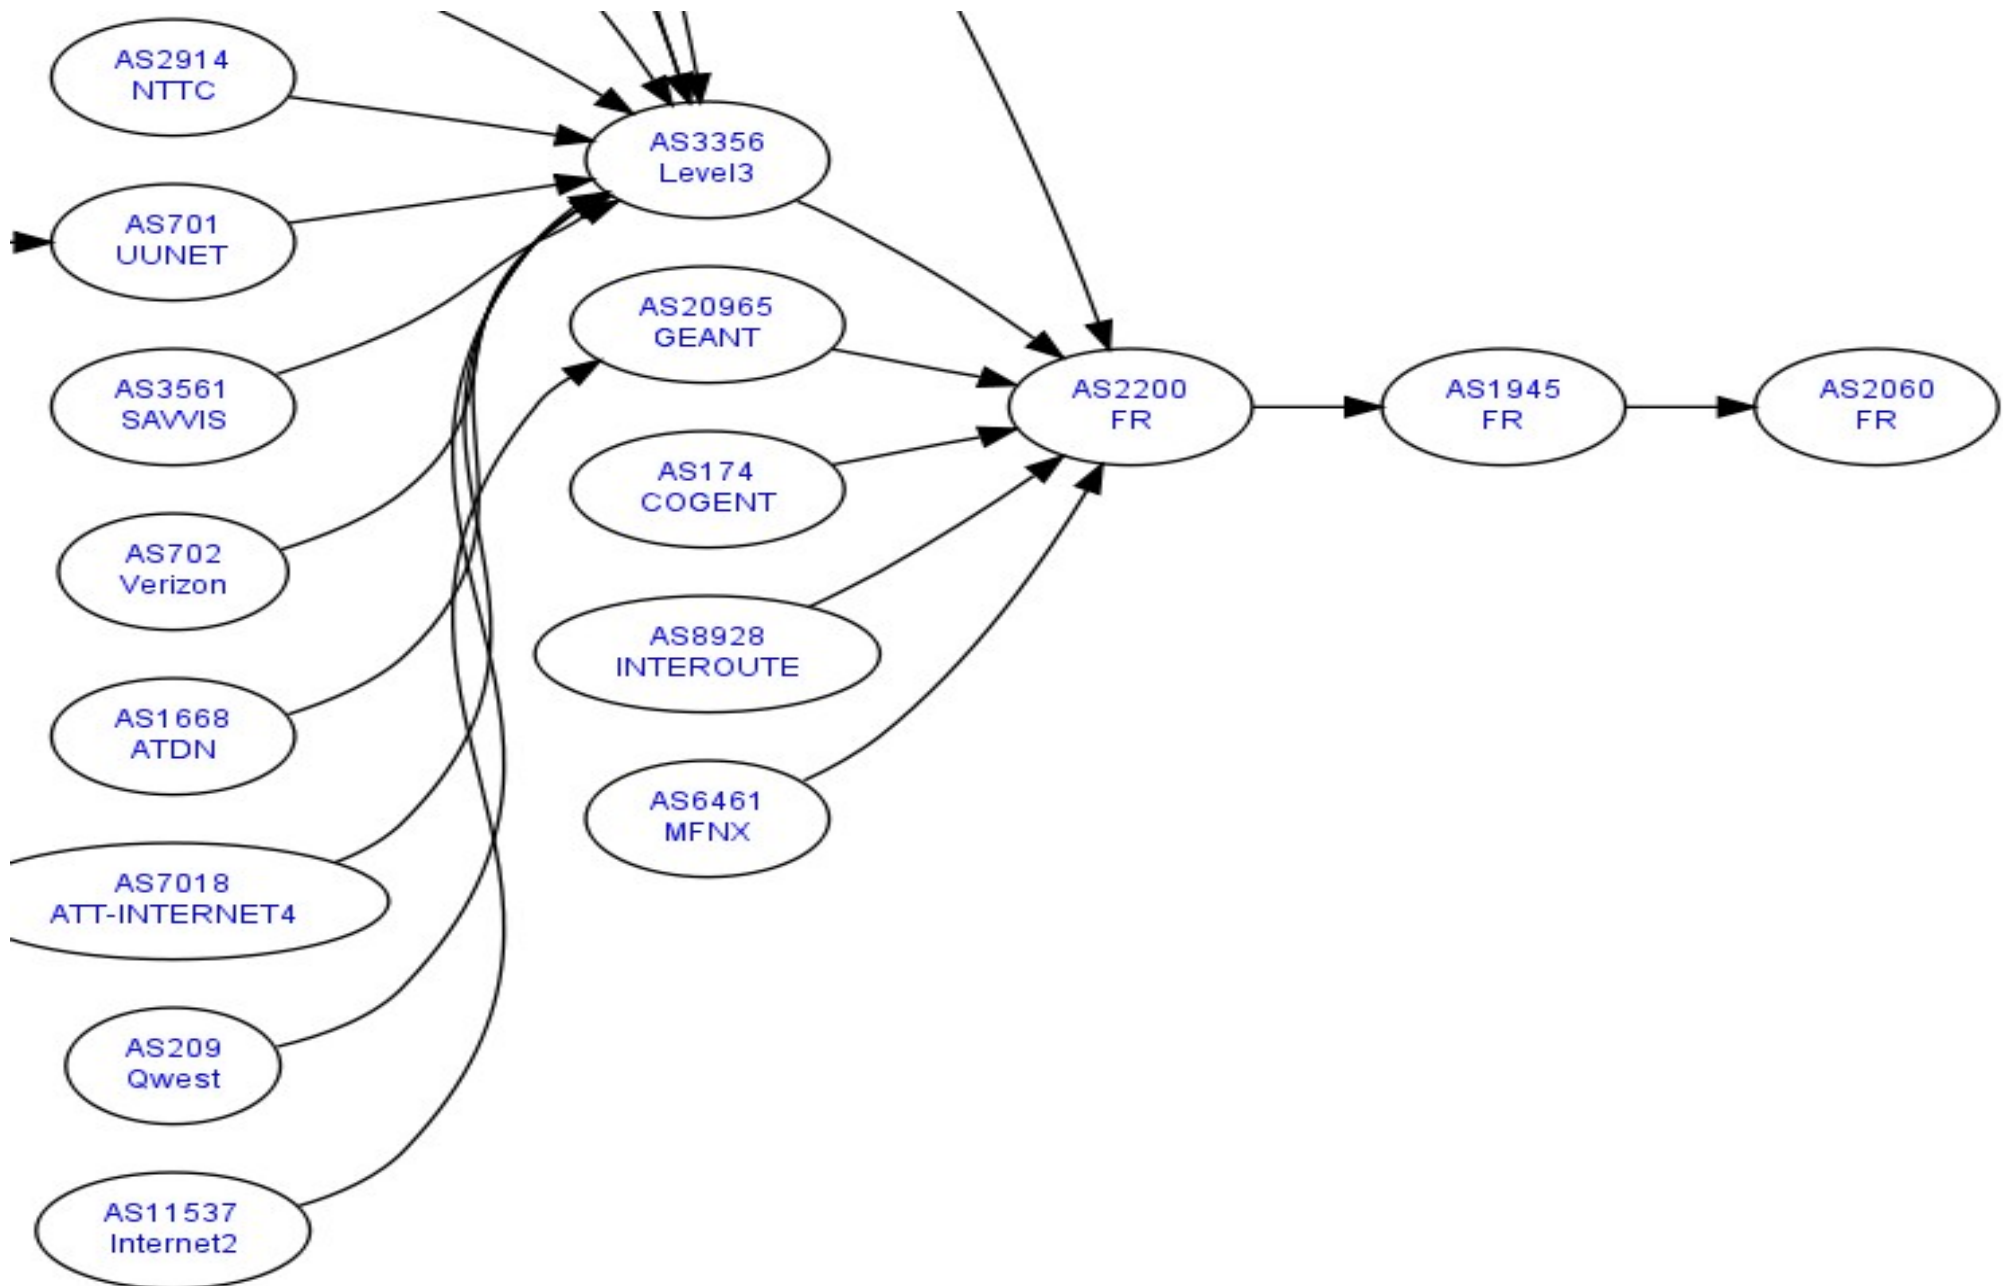 AS2914
NTTC
AS701
UUNET
AS3561
SAVVIS
AS702
Verizon
AS1668
ATDN
AS7018
ATT-INTERNET4
AS209
Qwest
AS11537
Internet2
AS3356
Level3
AS20965
GEANT
AS174
COGENT
AS8928
INTEROUTE
AS6461
MFNX
AS2200
FR
AS1945
FR
AS2060
FR